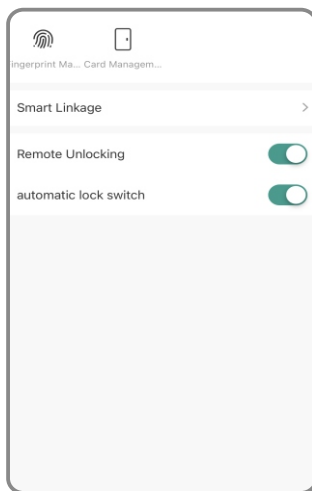 ingerprint Ma... Card Managem...
Smart Linkage
Remote Unlocking
automatic lock switch